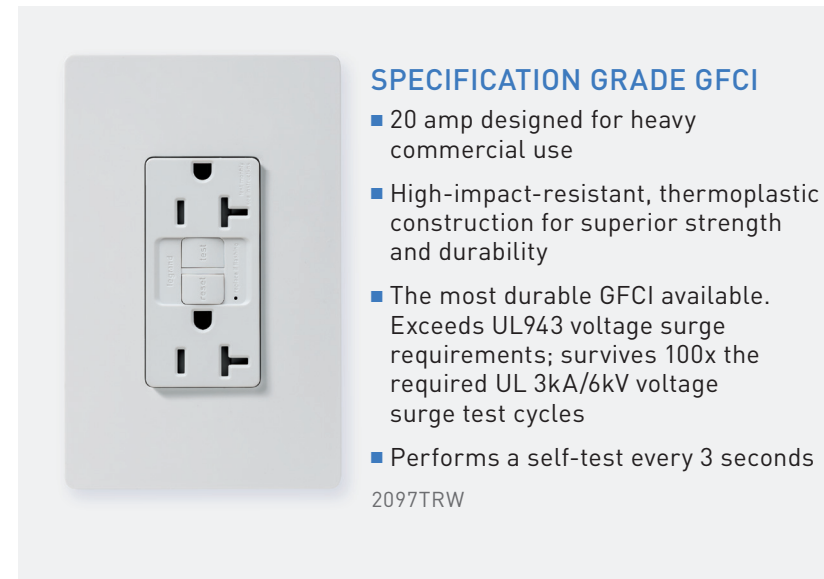 SPECIFICATION GRADE GFCI
■ 20 amp designed for heavy
commercial use
■ High-impact-resistant, thermoplastic
construction for superior strength
and durability
■ The most durable GFCI available.
Exceeds UL943 voltage surge
requirements; survives 100x the
required UL 3kA/6kV voltage
surge test cycles
■ Performs a self-test every 3 seconds
2097TRW
legrand
test
reset